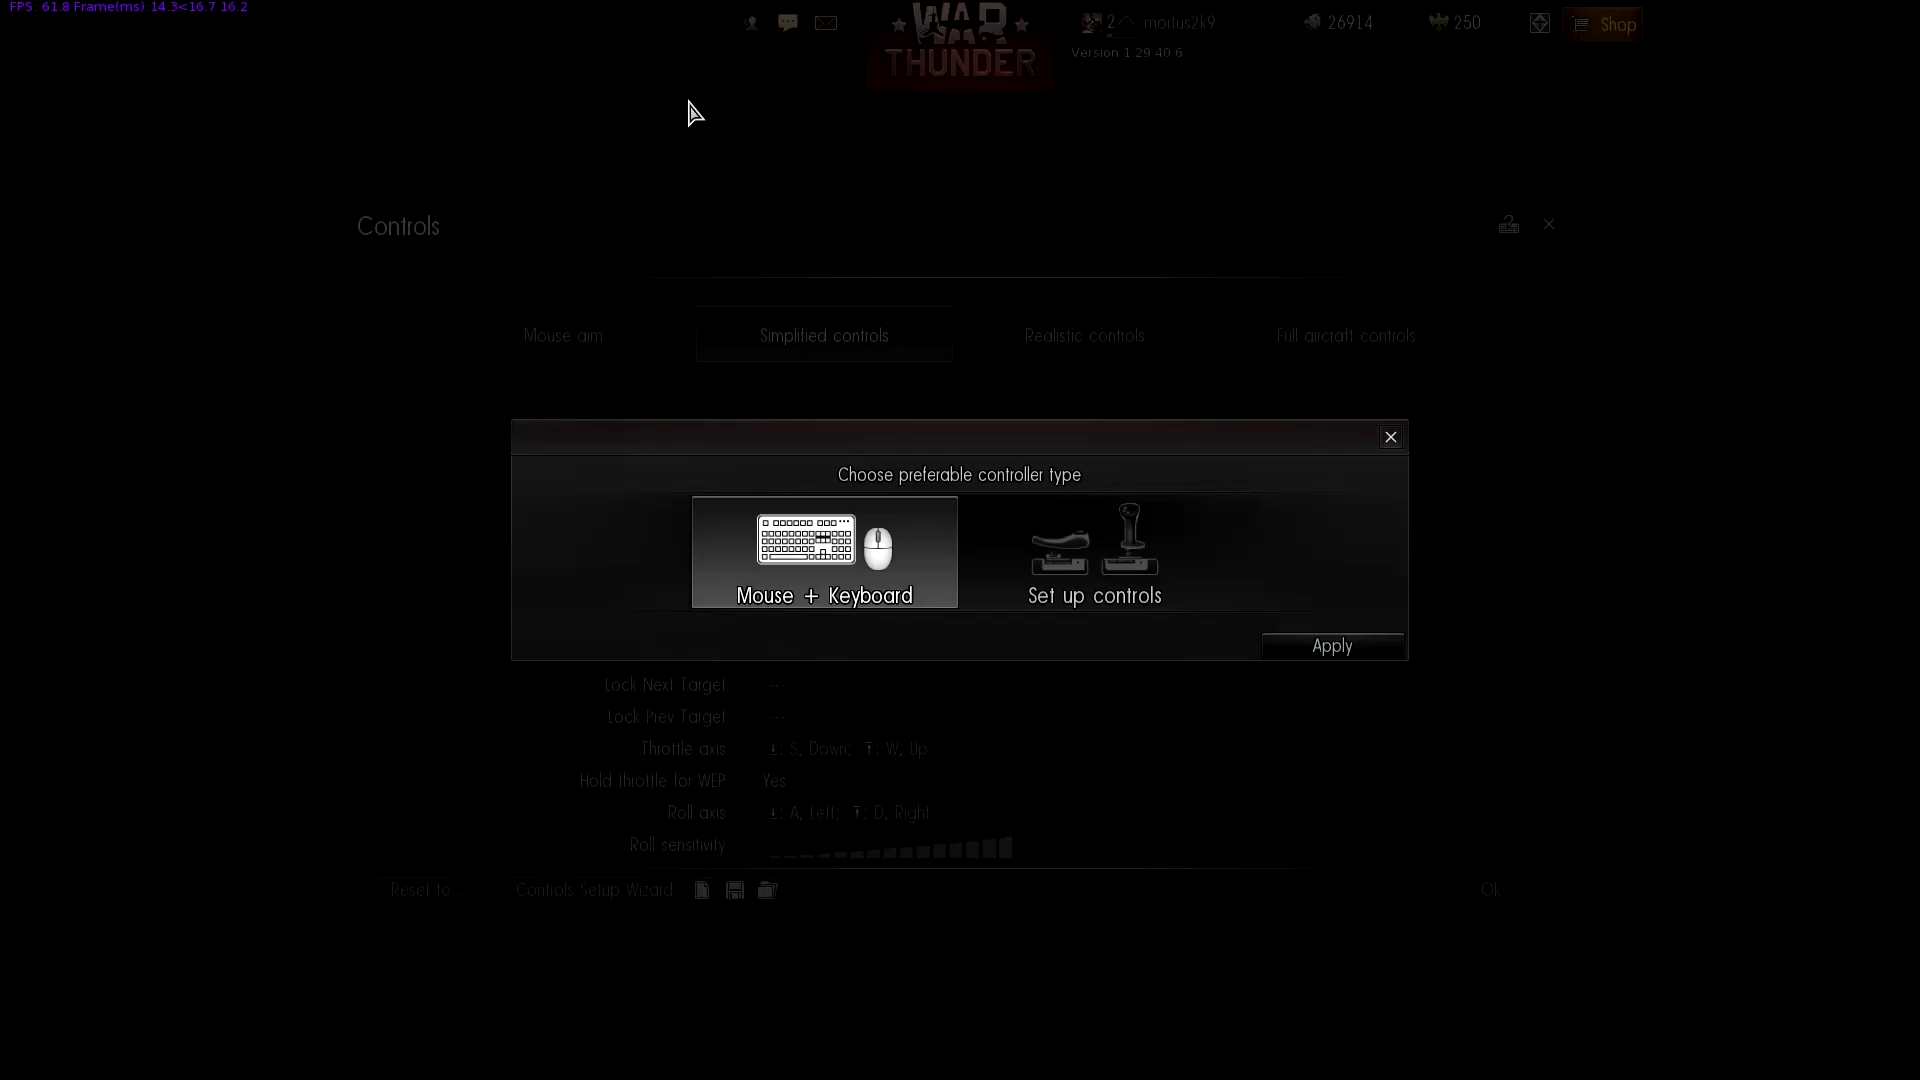 FPS: 61.8 Frame(ms): 14.3<16.7 16.2
WAR
THUNDER
2 mortus2k9
26914
250
Shop
Version 1.29.40.6
Controls
Mouse aim
Simplified controls
Realistic controls
Full aircraft controls
Choose preferable controller type
Mouse + Keyboard
Set up controls
Apply
Lock Next Target ---
Lock Prev Target ---
Throttle axis ↓: S, Down; ↑: W, Up
Hold throttle for WEP Yes
Roll axis ↓: A, Left; ↑: D, Right
Roll sensitivity
Reset to...
Controls Setup Wizard
Ok